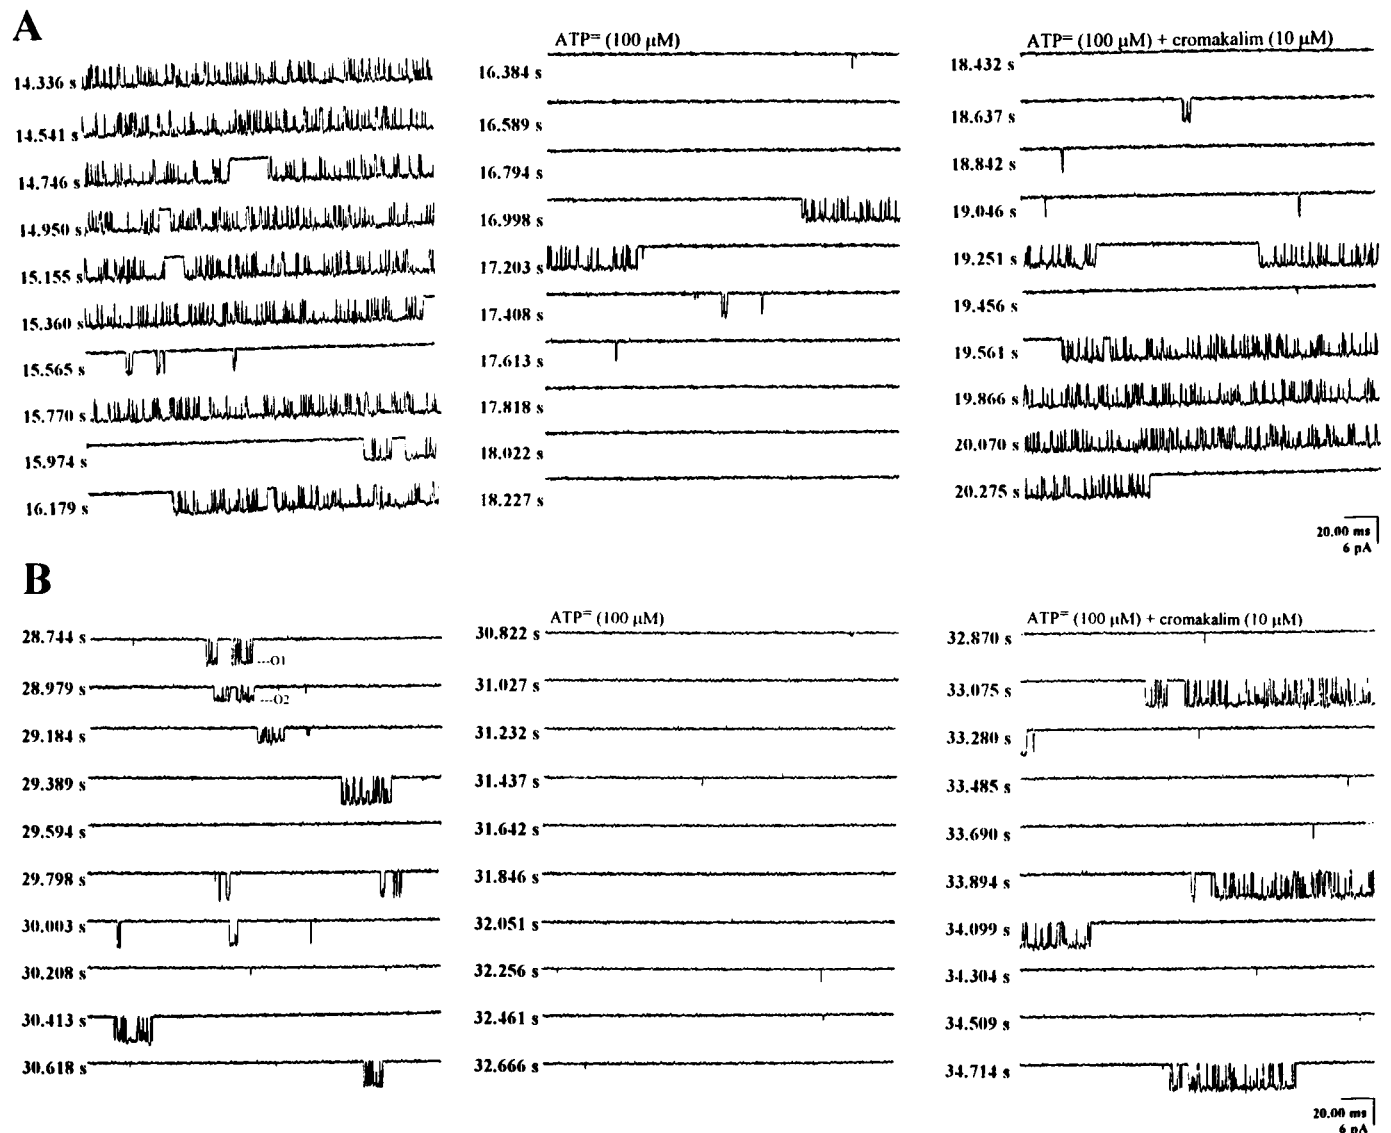 A
14.336 s
14.541 s
14.746 s
14.950 s
15.155 s
15.360 s
15.565 s
15.770 s
15.974 s
16.179 s
ATP= (100 μM)
16.384 s
16.589 s
16.794 s
16.998 s
17.203 s
17.408 s
17.613 s
17.818 s
18.022 s
18.227 s
ATP= (100 μM) + cromakalim (10 μM)
18.432 s
18.637 s
18.842 s
19.046 s
19.251 s
19.456 s
19.561 s
19.866 s
20.070 s
20.275 s
20.00 ms
6 pA
B
28.744 s
---O1
28.979 s
---O2
29.184 s
29.389 s
29.594 s
29.798 s
30.003 s
30.208 s
30.413 s
30.618 s
ATP= (100 μM)
30.822 s
31.027 s
31.232 s
31.437 s
31.642 s
31.846 s
32.051 s
32.256 s
32.461 s
32.666 s
ATP= (100 μM) + cromakalim (10 μM)
32.870 s
33.075 s
33.280 s
33.485 s
33.690 s
33.894 s
34.099 s
34.304 s
34.509 s
34.714 s
20.00 ms
6 pA